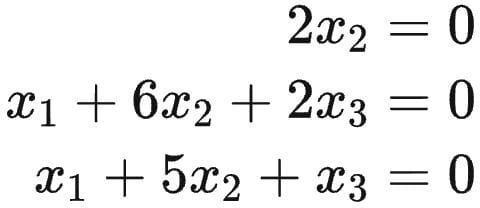 2x₂ = 0
x₁ + 6x₂ + 2x₃ = 0
x₁ + 5x₂ + x₃ = 0